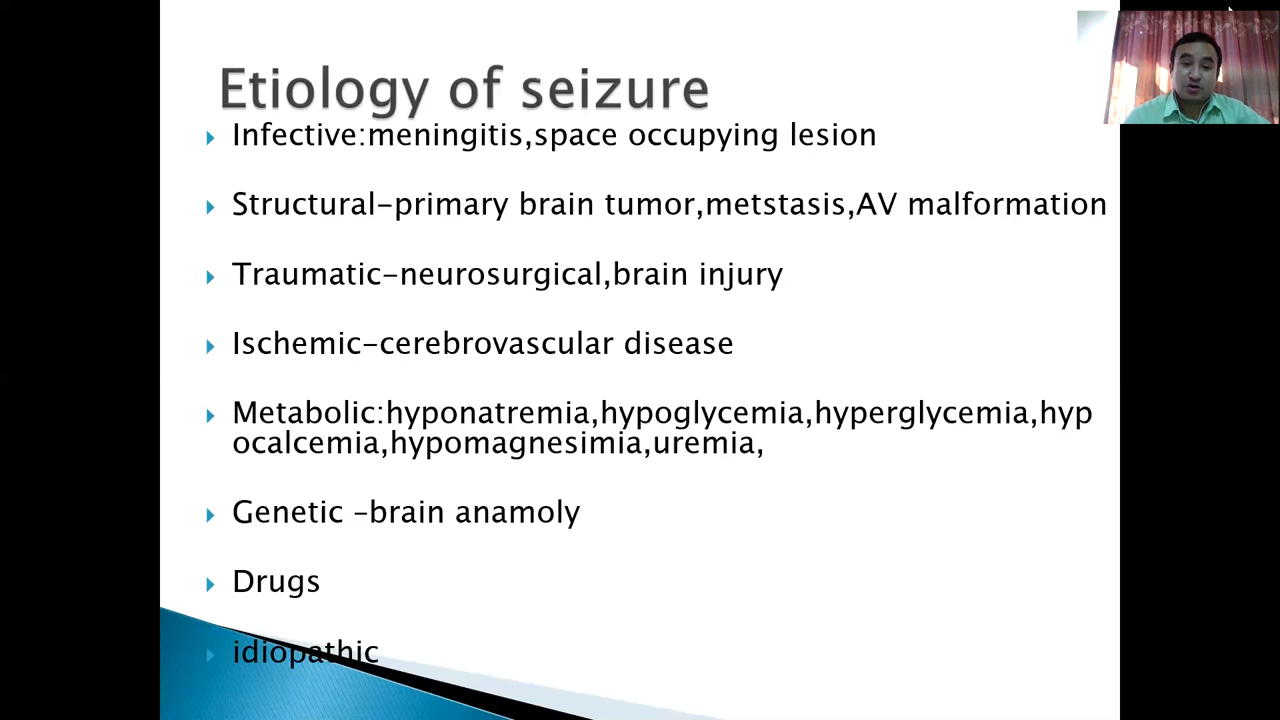 Etiology of seizure
Infective:meningitis,space occupying lesion
Structural-primary brain tumor,metstasis,AV malformation
Traumatic-neurosurgical,brain injury
Ischemic-cerebrovascular disease
Metabolic:hyponatremia,hypoglycemia,hyperglycemia,hyp
ocalcemia,hypomagnesimia,uremia,
Genetic –brain anamoly
Drugs
idiopathic